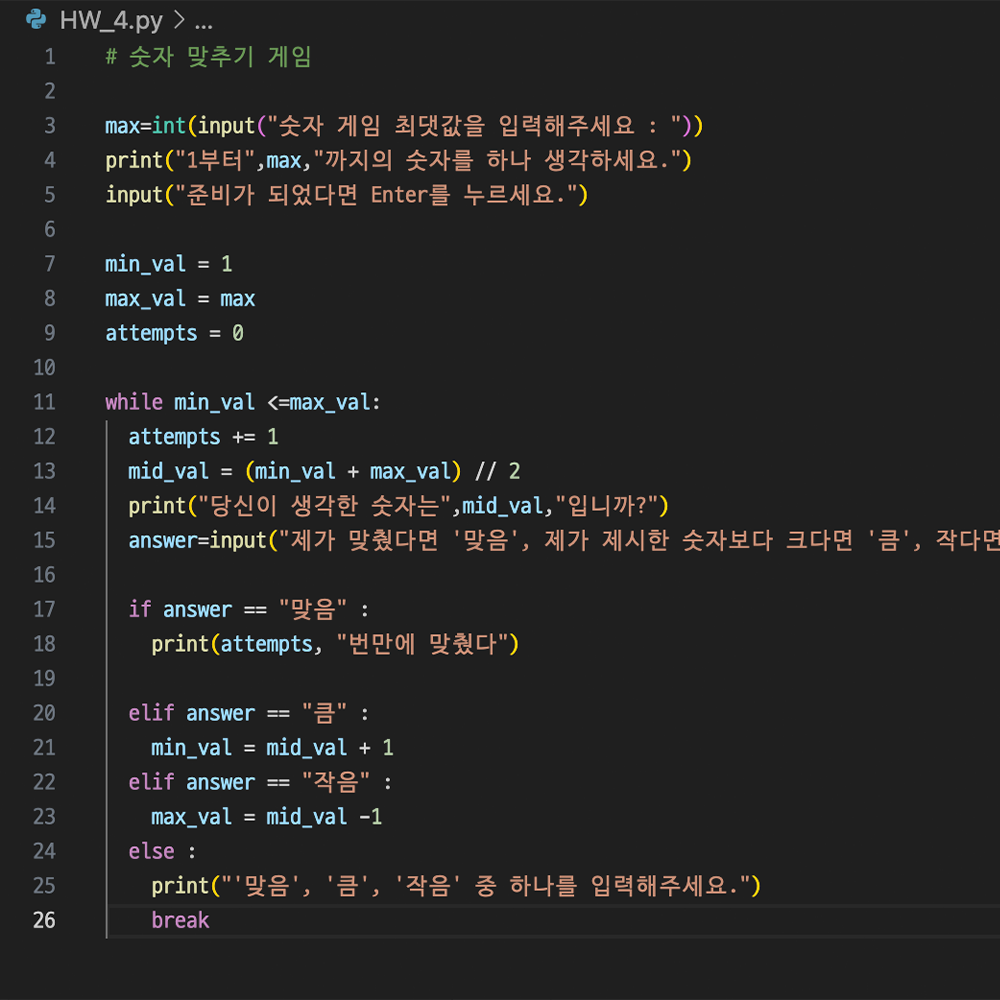 HW_4.py > ...
1 # 숫자 맞추기 게임
2
3 max=int(input("숫자 게임 최댓값을 입력해주세요 : "))
4 print("1부터",max,"까지의 숫자를 하나 생각하세요.")
5 input("준비가 되었다면 Enter를 누르세요.")
6
7 min_val = 1
8 max_val = max
9 attempts = 0
10
11 while min_val <=max_val:
12   attempts += 1
13   mid_val = (min_val + max_val) // 2
14   print("당신이 생각한 숫자는",mid_val,"입니까?")
15   answer=input("제가 맞췄다면 '맞음', 제가 제시한 숫자보다 크다면 '큼', 작다면
16
17   if answer == "맞음" :
18     print(attempts, "번만에 맞췄다")
19
20   elif answer == "큼" :
21     min_val = mid_val + 1
22   elif answer == "작음" :
23     max_val = mid_val -1
24   else :
25     print("'맞음', '큼', '작음' 중 하나를 입력해주세요.")
26     break